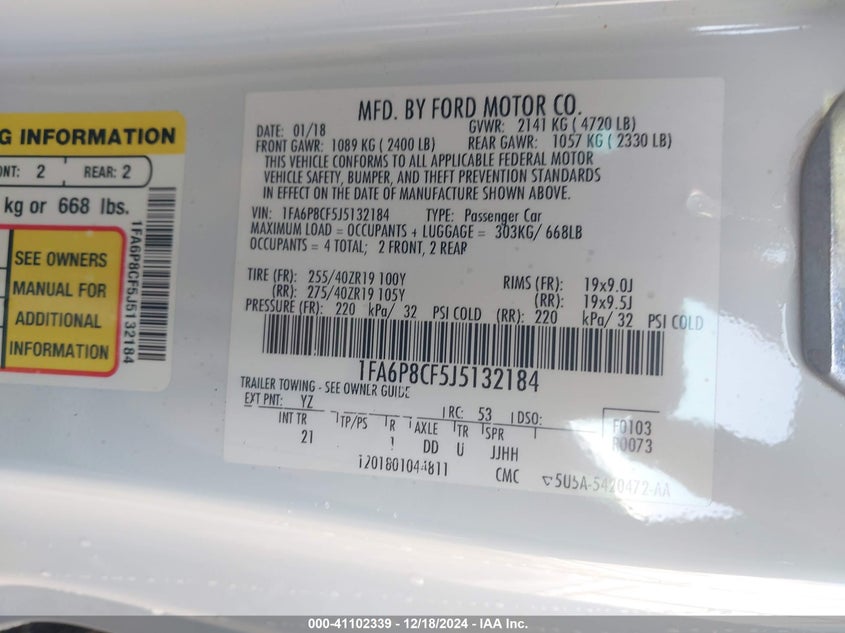 G INFORMATION
NT: 2 REAR: 2
kg or 668 lbs.
SEE OWNERS
MANUAL FOR
ADDITIONAL
INFORMATION
1FA6P8CF5J5132184
MFD. BY FORD MOTOR CO.
DATE: 01/18 GVWR: 2141 KG ( 4720 LB)
FRONT GAWR: 1089 KG ( 2400 LB) REAR GAWR: 1057 KG ( 2330 LB)
THIS VEHICLE CONFORMS TO ALL APPLICABLE FEDERAL MOTOR
VEHICLE SAFETY, BUMPER, AND THEFT PREVENTION STANDARDS
IN EFFECT ON THE DATE OF MANUFACTURE SHOWN ABOVE.
VIN: 1FA6P8CF5J5132184 TYPE: Passenger Car
MAXIMUM LOAD = OCCUPANTS + LUGGAGE = 303KG/ 668LB
OCCUPANTS = 4 TOTAL; 2 FRONT, 2 REAR
TIRE (FR): 255/40ZR19 100Y RIMS (FR): 19x9.0J
(RR): 275/40ZR19 105Y (RR): 19x9.5J
PRESSURE (FR): 220 kPa/ 32 PSI COLD (RR): 220 kPa/ 32 PSI COLD
1FA6P8CF5J5132184
TRAILER TOWING - SEE OWNER GUIDE
EXT PNT: YZ RC: 53 DSO: F0103
INT TR TP/PS R AXLE TR SPR R0073
21 DD U JJHH
1201801044811 CMC 5U5A-5420472-AA
000-41102339 - 12/18/2024 - IAA Inc.